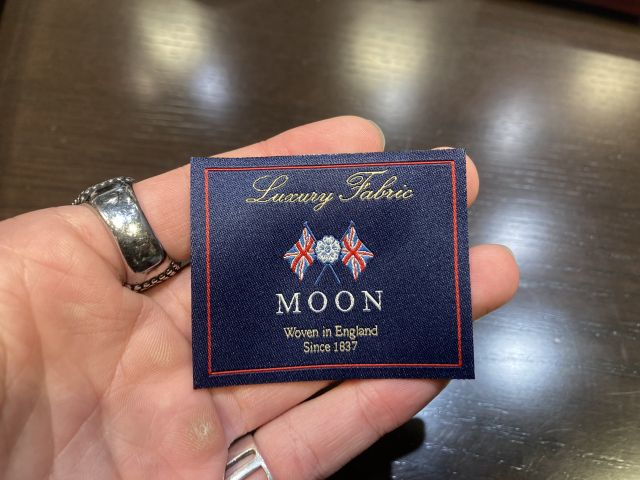 Luxury Fabric
MOON
Woven in England
Since 1837